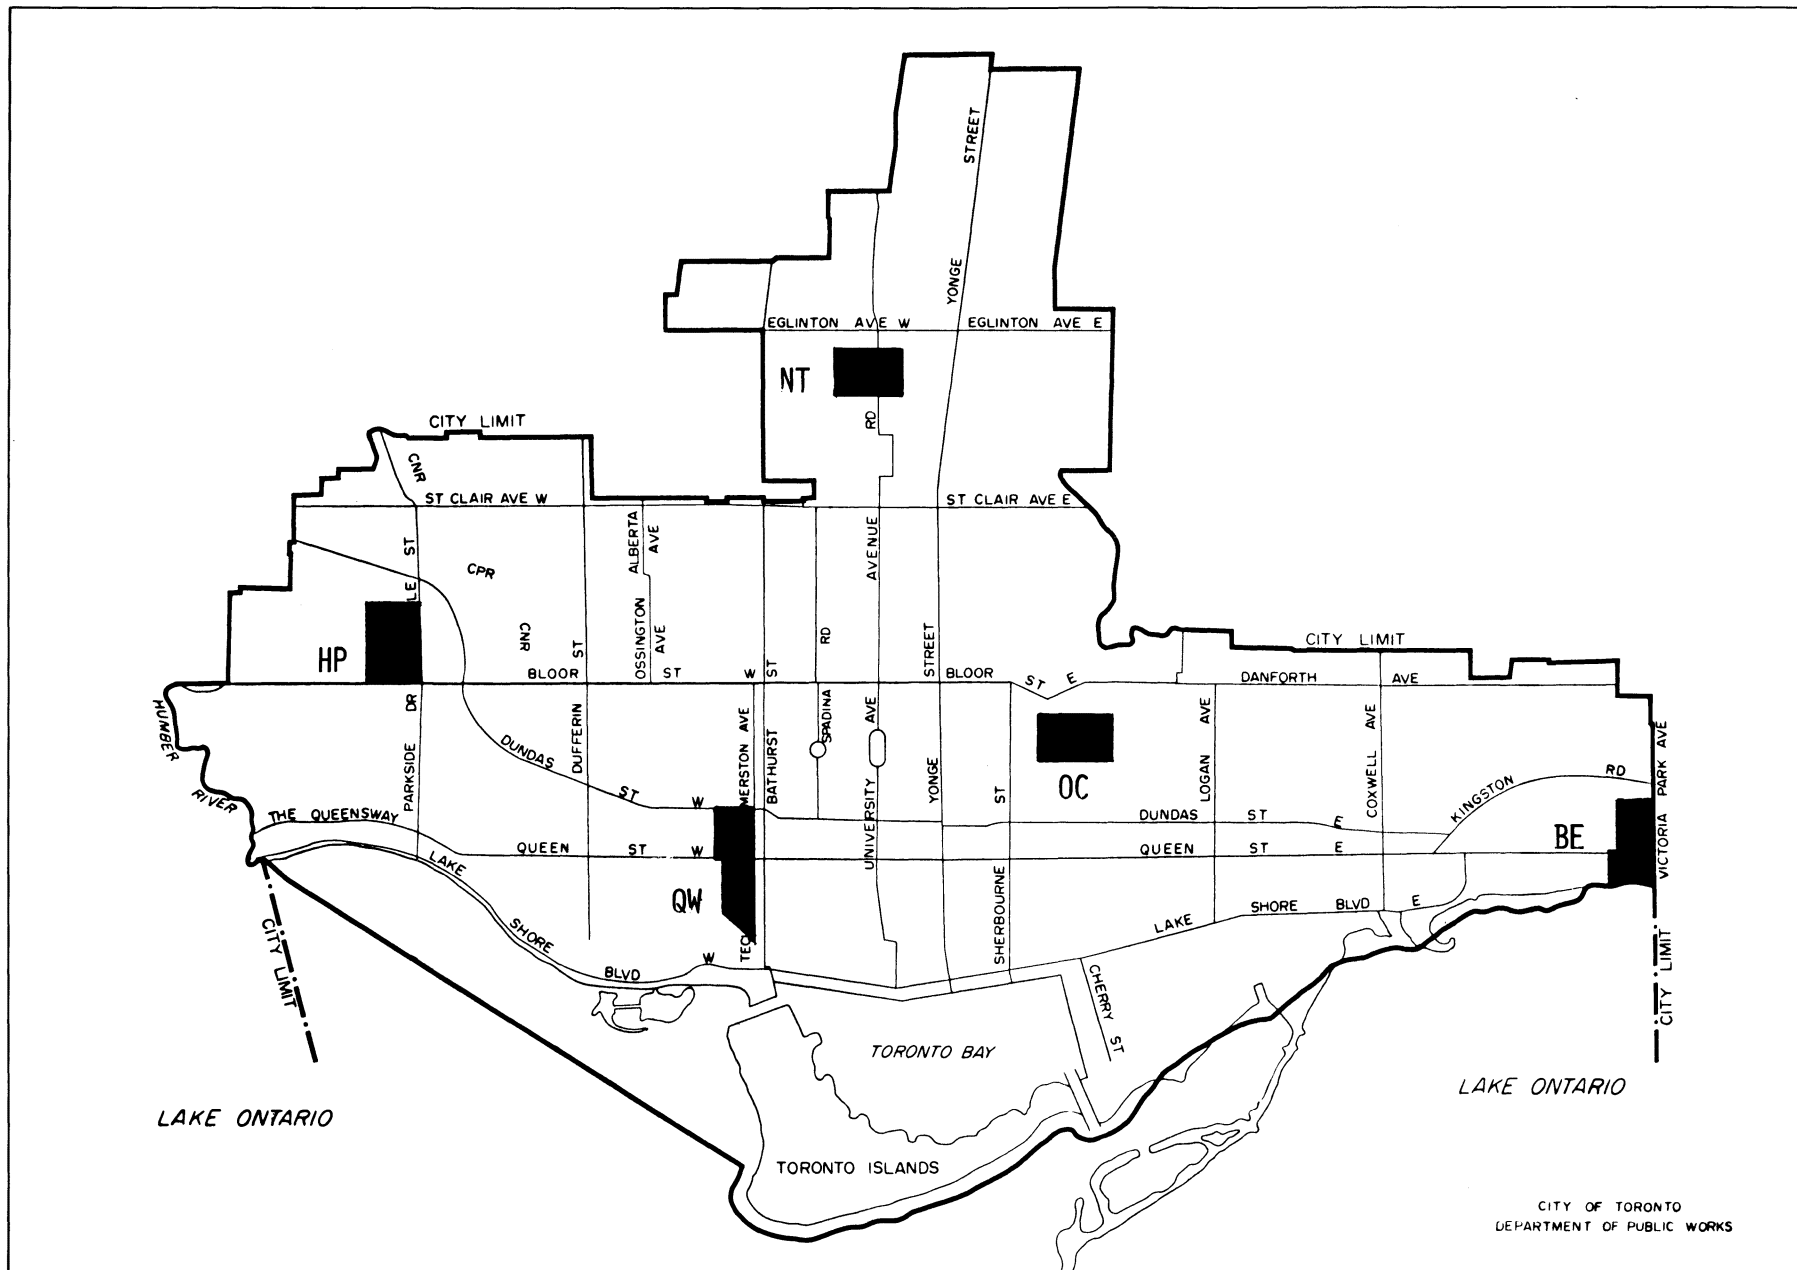 STREET
YONGE
EGLINTON AVE W
EGLINTON AVE E
NT
RD
CITY LIMIT
CNR
ST CLAIR AVE W
ST CLAIR AVE E
ALBERTA AVE
AVENUE
LE ST
CPR
CNR
OSSINGTON AVE
ST
RD
STREET
CITY LIMIT
HP
BLOOR ST W
ST
BLOOR ST E
DANFORTH AVE
HUMBER
RIVER
PARKSIDE DR
DUFFERIN
DUNDAS ST W
MERSTON AVE
BATHURST
SPADINA
UNIVERSITY AVE
YONGE
ST
OC
LOGAN AVE
COXWELL AVE
KINGSTON RD
VICTORIA PARK AVE
THE QUEENSWAY
DUNDAS ST E
QUEEN ST W
QUEEN ST E
BE
QW
TEC
SHERBOURNE
LAKE SHORE BLVD W
LAKE SHORE BLVD E
CITY LIMIT
CITY LIMIT
CHERRY ST
TORONTO BAY
LAKE ONTARIO
LAKE ONTARIO
TORONTO ISLANDS
CITY OF TORONTO
DEPARTMENT OF PUBLIC WORKS